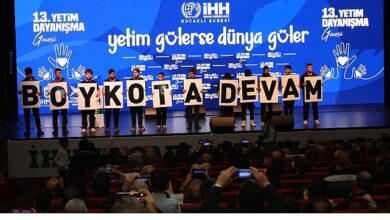 13. YETİM
DAYANIŞMA
Gecesi
İHH
KOCAELİ ŞUBESİ
13. YETİM
DAYANIŞMA
Gecesi
yetim gülerse dünya güler
BOYKOTA DEVAM